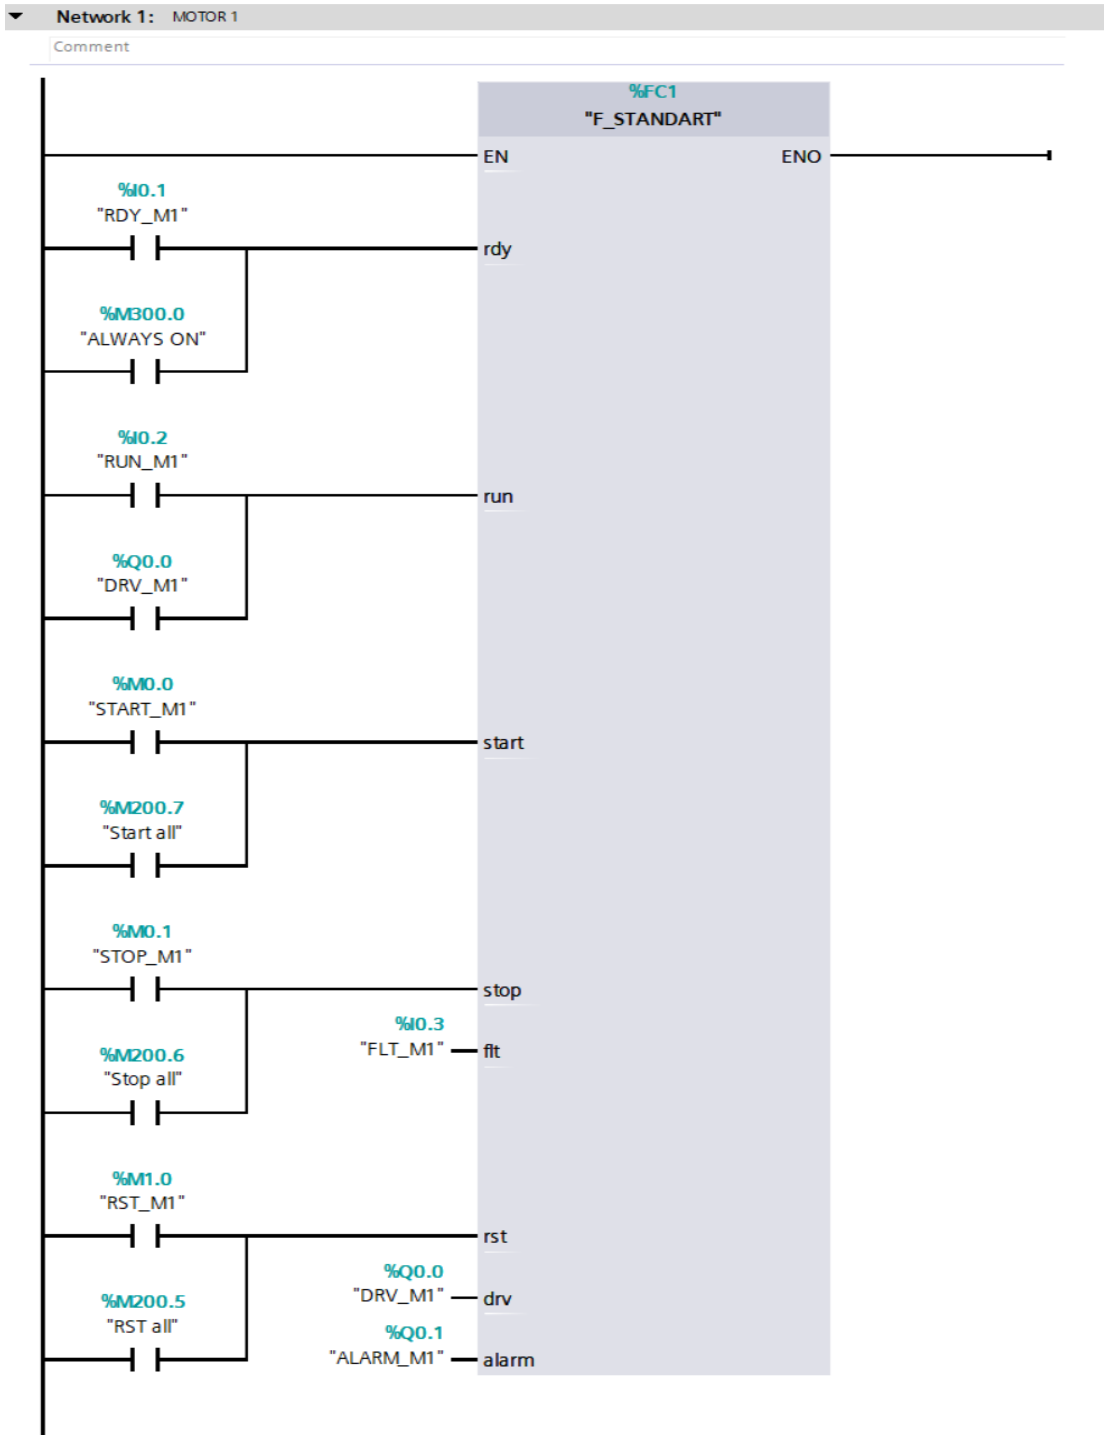 Network 1: MOTOR 1
Comment
%FC1
"F_STANDART"
EN
ENO
%I0.1
"RDY_M1"
rdy
%M300.0
"ALWAYS ON"
%I0.2
"RUN_M1"
run
%Q0.0
"DRV_M1"
%M0.0
"START_M1"
start
%M200.7
"Start all"
%M0.1
"STOP_M1"
stop
%I0.3
"FLT_M1"
flt
%M200.6
"Stop all"
%M1.0
"RST_M1"
rst
%Q0.0
"DRV_M1"
drv
%M200.5
"RST all"
%Q0.1
"ALARM_M1"
alarm